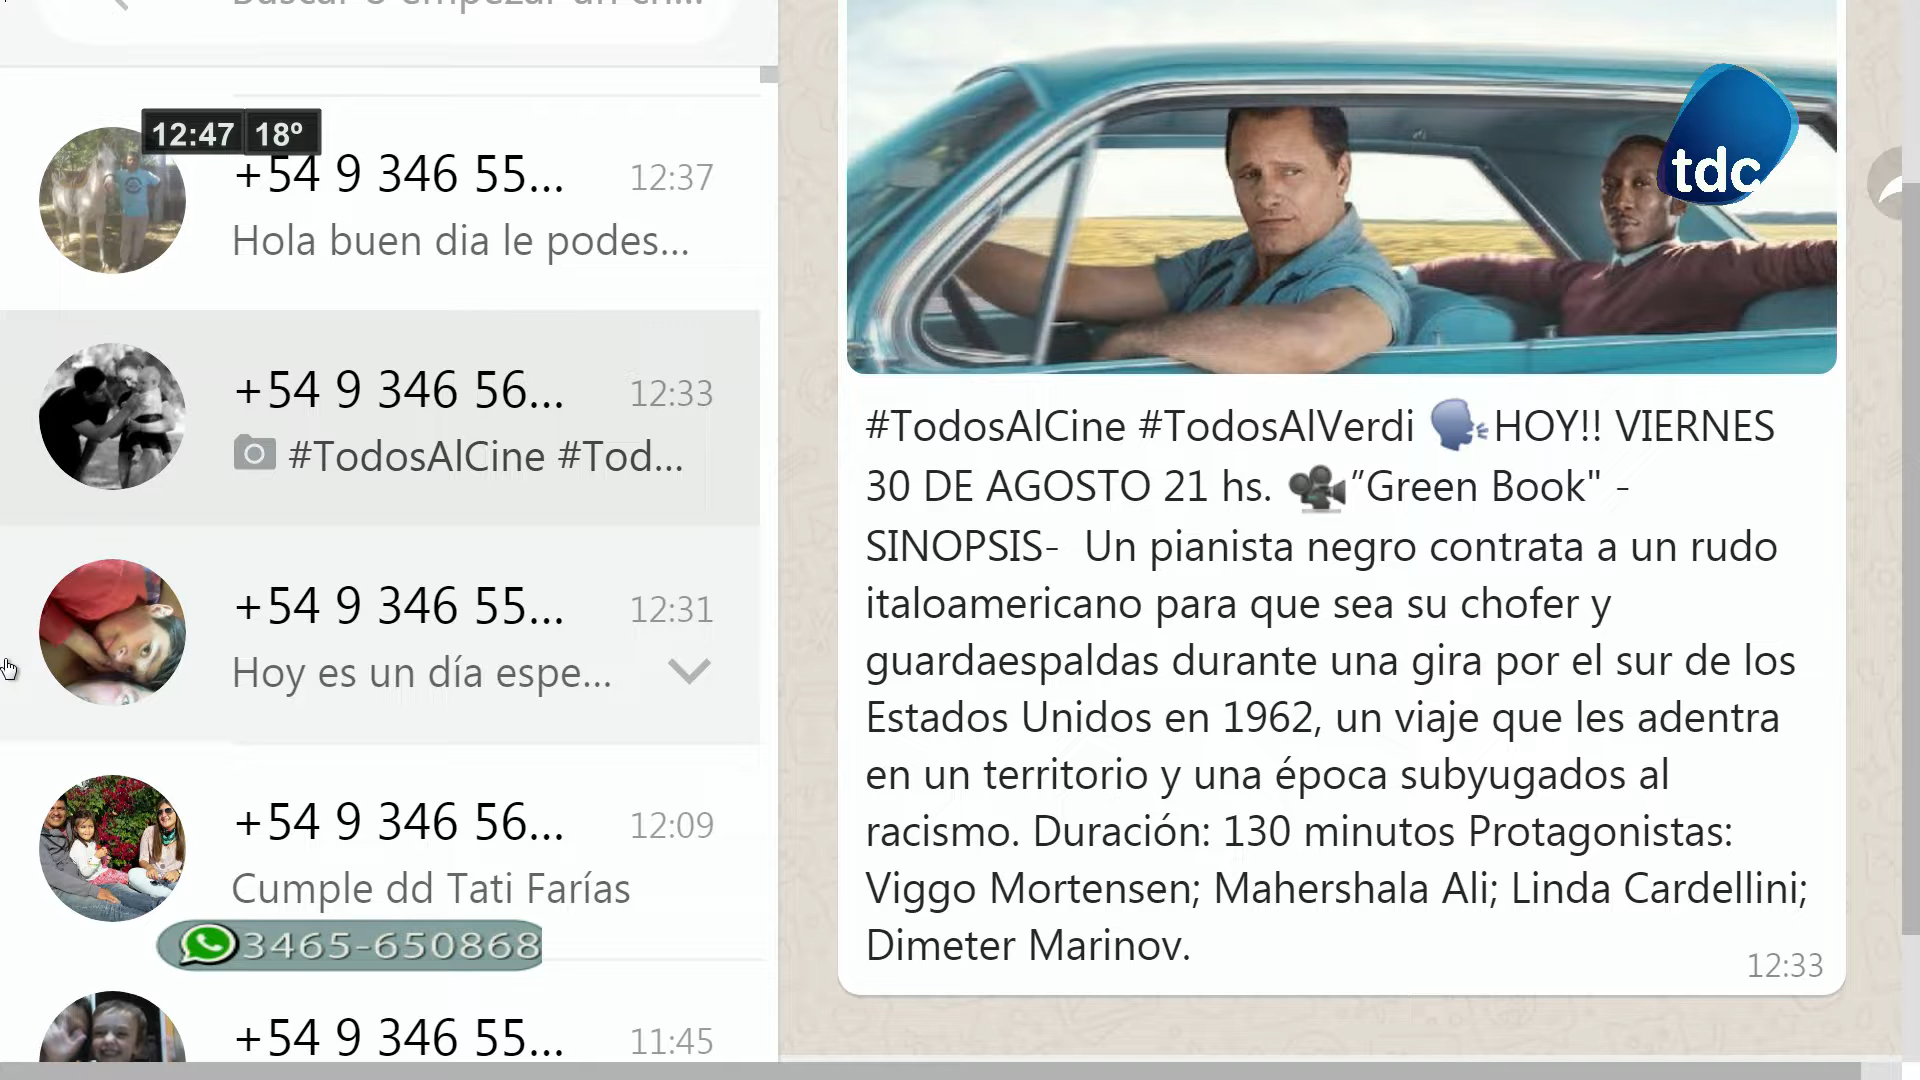 12:47 18º
+54 9 346 55... 12:37
Hola buen dia le podes...
+54 9 346 56... 12:33
#TodosAlCine #Tod...
+54 9 346 55... 12:31
Hoy es un día espe...
+54 9 346 56... 12:09
Cumple dd Tati Farías
3465-650868
+54 9 346 55... 11:45
tdc
#TodosAlCine #TodosAlVerdi 🗣HOY!! VIERNES
30 DE AGOSTO 21 hs. 🎥"Green Book" -
SINOPSIS- Un pianista negro contrata a un rudo
italoamericano para que sea su chofer y
guardaespaldas durante una gira por el sur de los
Estados Unidos en 1962, un viaje que les adentra
en un territorio y una época subyugados al
racismo. Duración: 130 minutos Protagonistas:
Viggo Mortensen; Mahershala Ali; Linda Cardellini;
Dimeter Marinov.
12:33